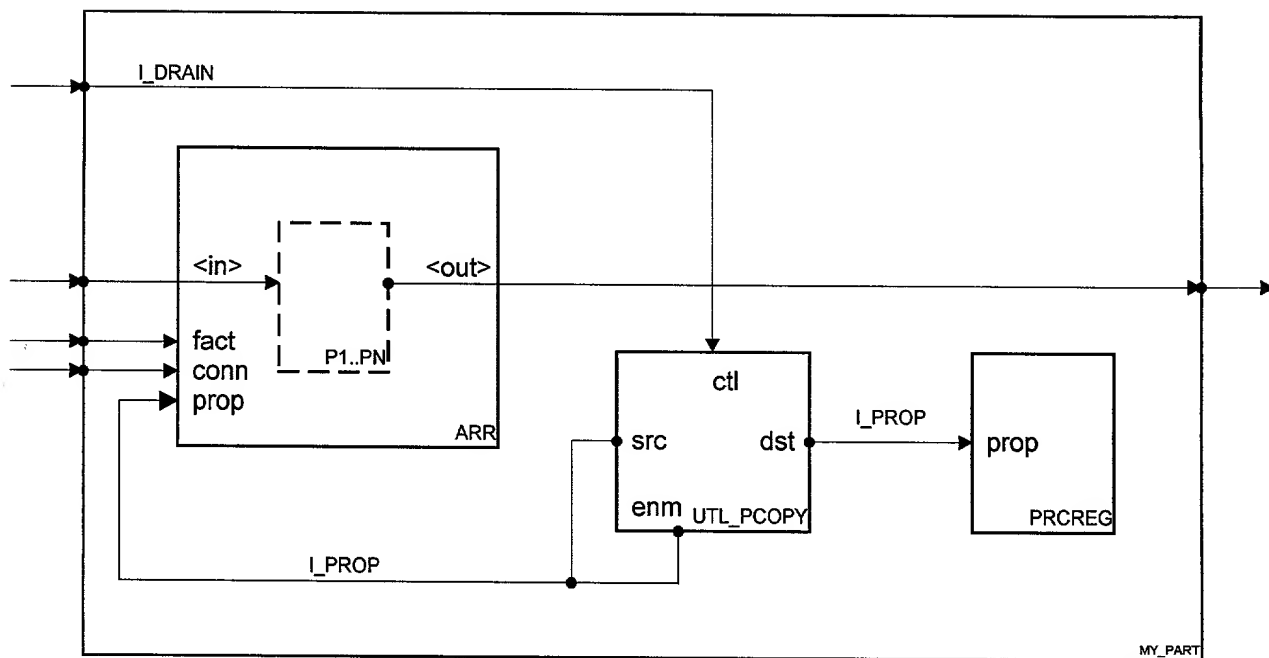 I_DRAIN
<in>
<out>
fact
P1..PN
conn
prop
ARR
ctl
I_PROP
src
dst
prop
enm
UTL_PCOPY
PRCREG
I_PROP
MY_PART